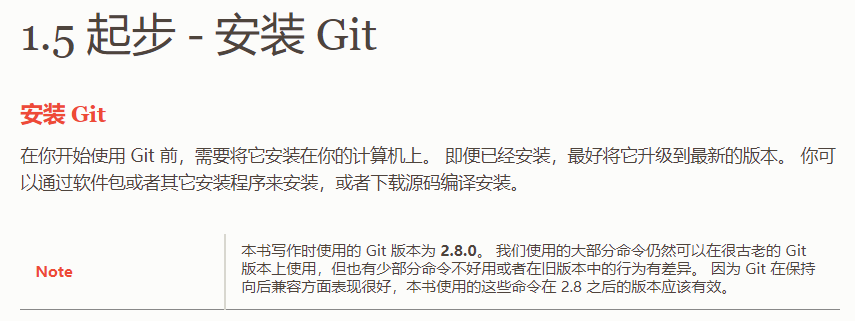 1.5 起步 - 安装 Git
安装 Git
在你开始使用 Git 前，需要将它安装在你的计算机上。 即便已经安装，最好将它升级到最新的版本。 你可
以通过软件包或者其它安装程序来安装，或者下载源码编译安装。
Note
本书写作时使用的 Git 版本为 2.8.0。 我们使用的大部分命令仍然可以在很古老的 Git
版本上使用，但也有少部分命令不好用或者在旧版本中的行为有差异。 因为 Git 在保持
向后兼容方面表现很好，本书使用的这些命令在 2.8 之后的版本应该有效。